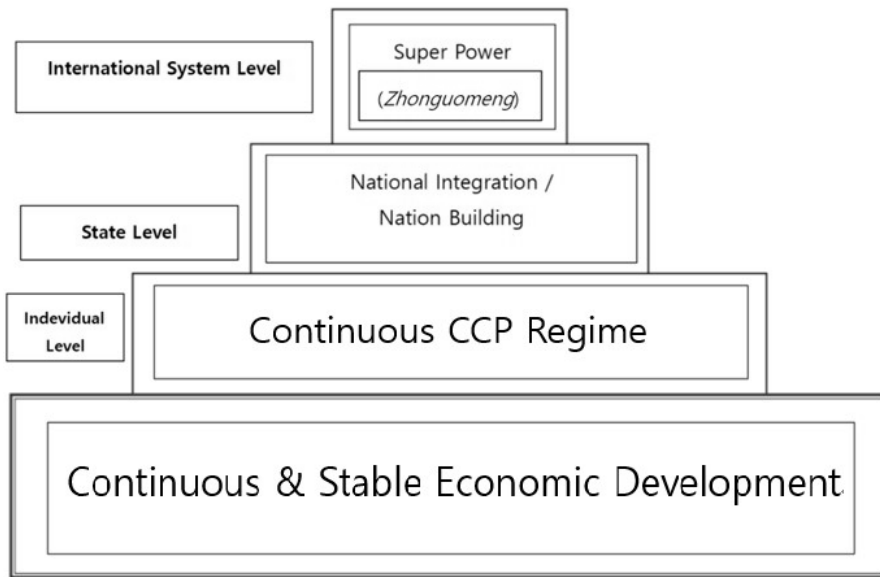 International System Level
Super Power
(Zhonguomeng)
State Level
National Integration /
Nation Building
Indevidual
Level
Continuous CCP Regime
Continuous & Stable Economic Development.